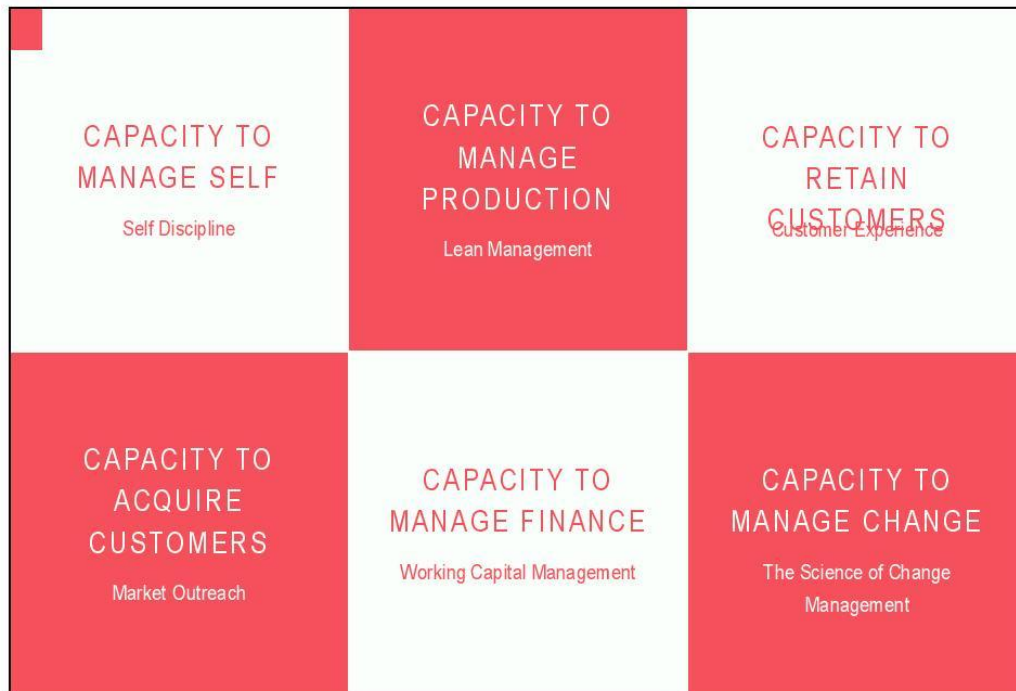 CAPACITY TO
MANAGE SELF
Self Discipline
CAPACITY TO
MANAGE
PRODUCTION
Lean Management
CAPACITY TO
RETAIN
CUSTOMERS
Customer Experience
CAPACITY TO
ACQUIRE
CUSTOMERS
Market Outreach
CAPACITY TO
MANAGE FINANCE
Working Capital Management
CAPACITY TO
MANAGE CHANGE
The Science of Change
Management